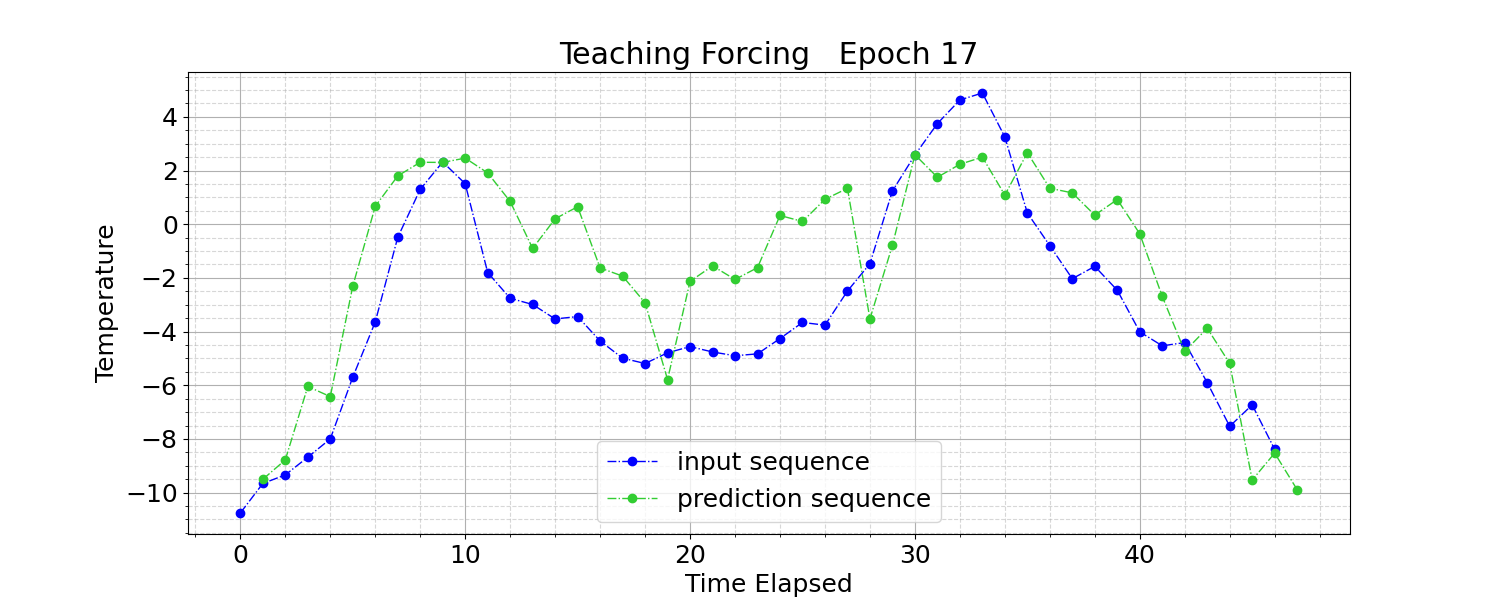 Teaching Forcing   Epoch 17
Temperature
4
2
0
−2
−4
−6
−8
−10
input sequence
prediction sequence
0 10 20 30 40
Time Elapsed